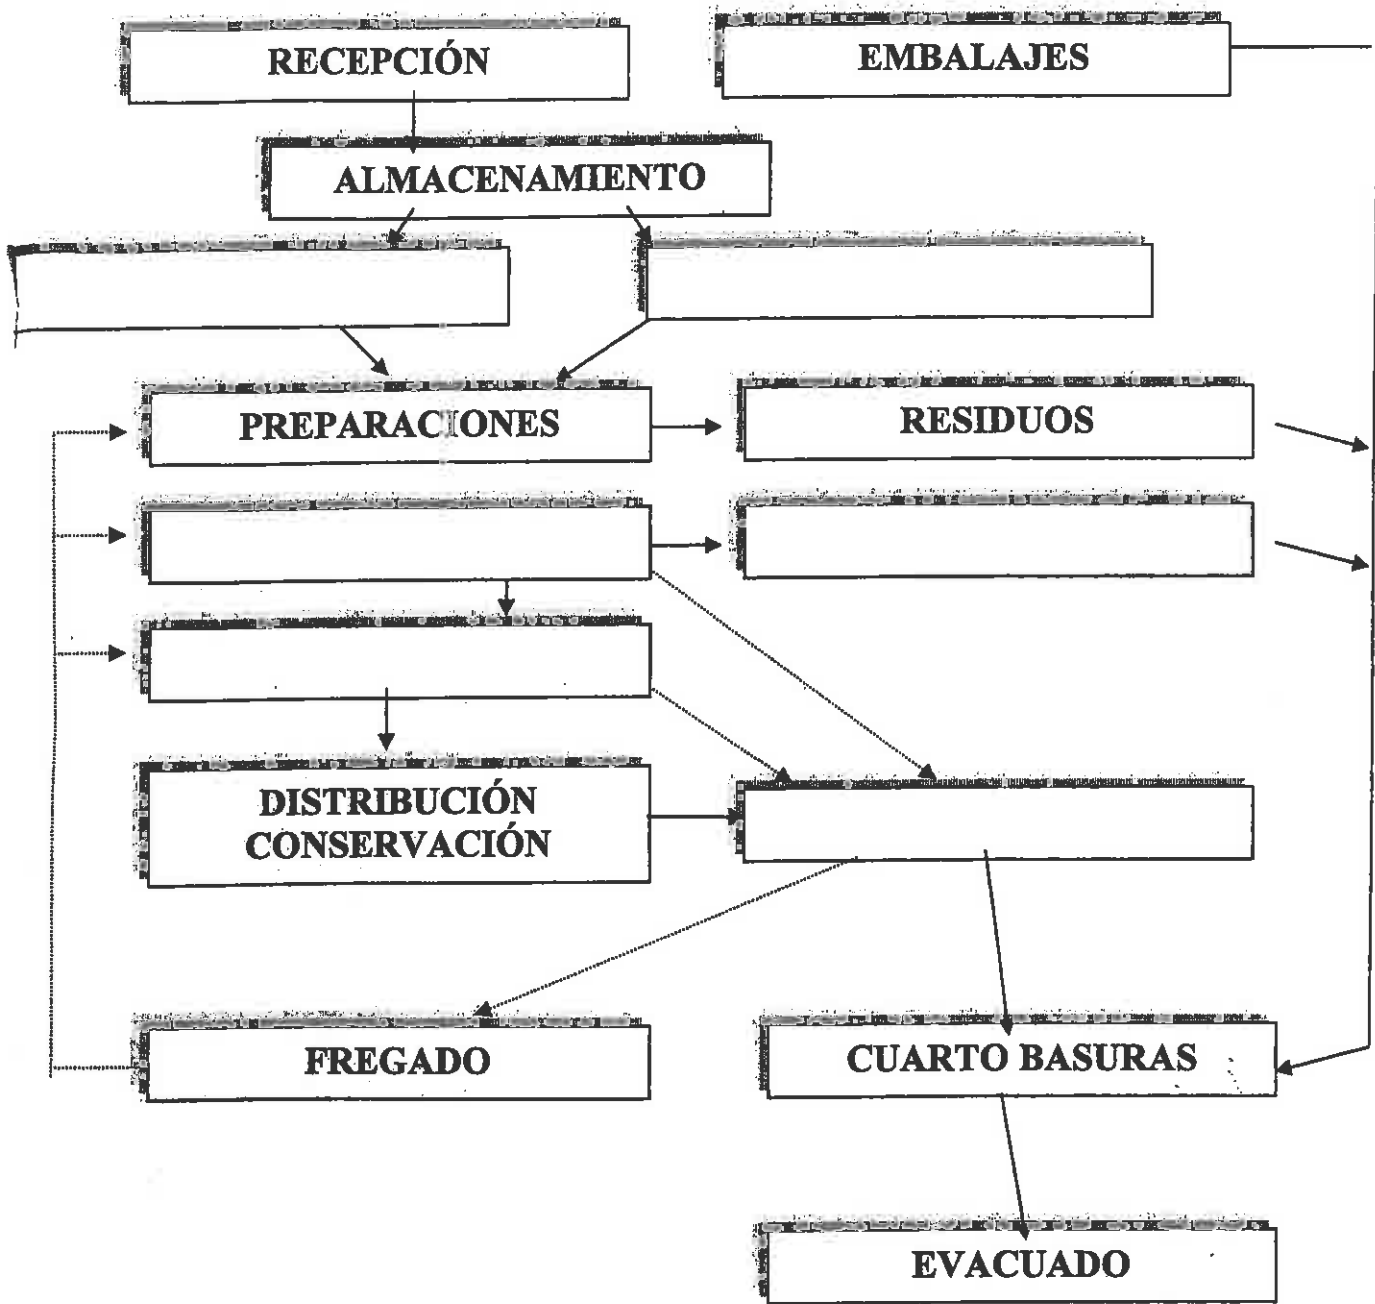 RECEPCIÓN
EMBALAJES
ALMACENAMIENTO
PREPARACIONES
RESIDUOS
DISTRIBUCIÓN
CONSERVACIÓN
FREGADO
CUARTO BASURAS
EVACUADO